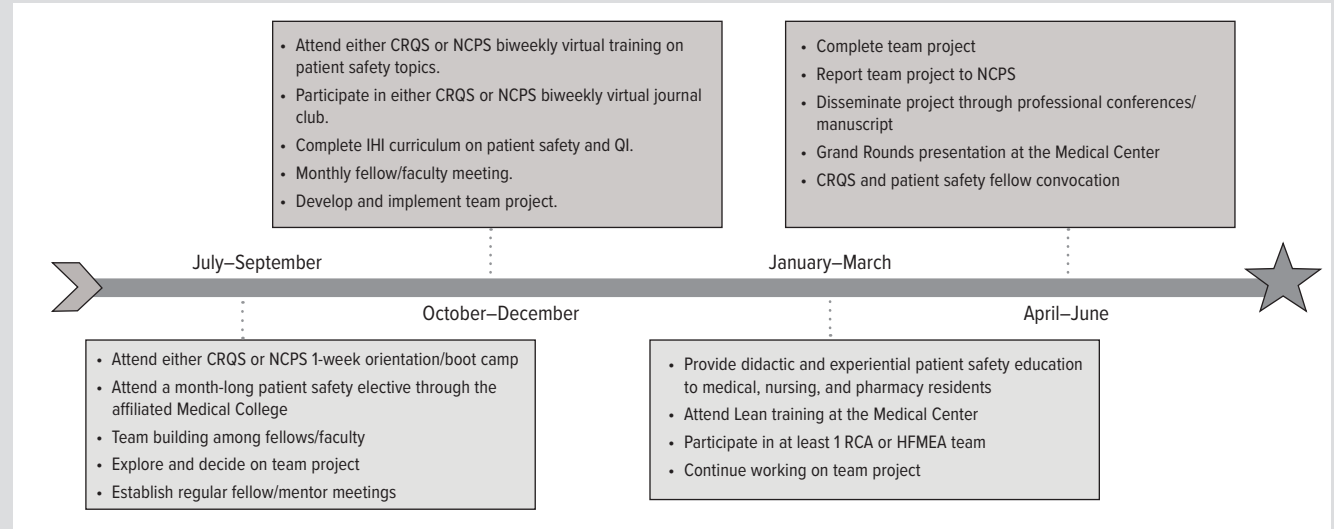 • Attend either CRQS or NCPS biweekly virtual training on
patient safety topics.
• Participate in either CRQS or NCPS biweekly virtual journal
club.
• Complete IHI curriculum on patient safety and QI.
• Monthly fellow/faculty meeting.
• Develop and implement team project.
• Complete team project
• Report team project to NCPS
• Disseminate project through professional conferences/
manuscript
• Grand Rounds presentation at the Medical Center
• CRQS and patient safety fellow convocation
July–September
January–March
October–December
April–June
• Attend either CRQS or NCPS 1-week orientation/boot camp
• Attend a month-long patient safety elective through the
affiliated Medical College
• Team building among fellows/faculty
• Explore and decide on team project
• Establish regular fellow/mentor meetings
• Provide didactic and experiential patient safety education
to medical, nursing, and pharmacy residents
• Attend Lean training at the Medical Center
• Participate in at least 1 RCA or HFMEA team
• Continue working on team project